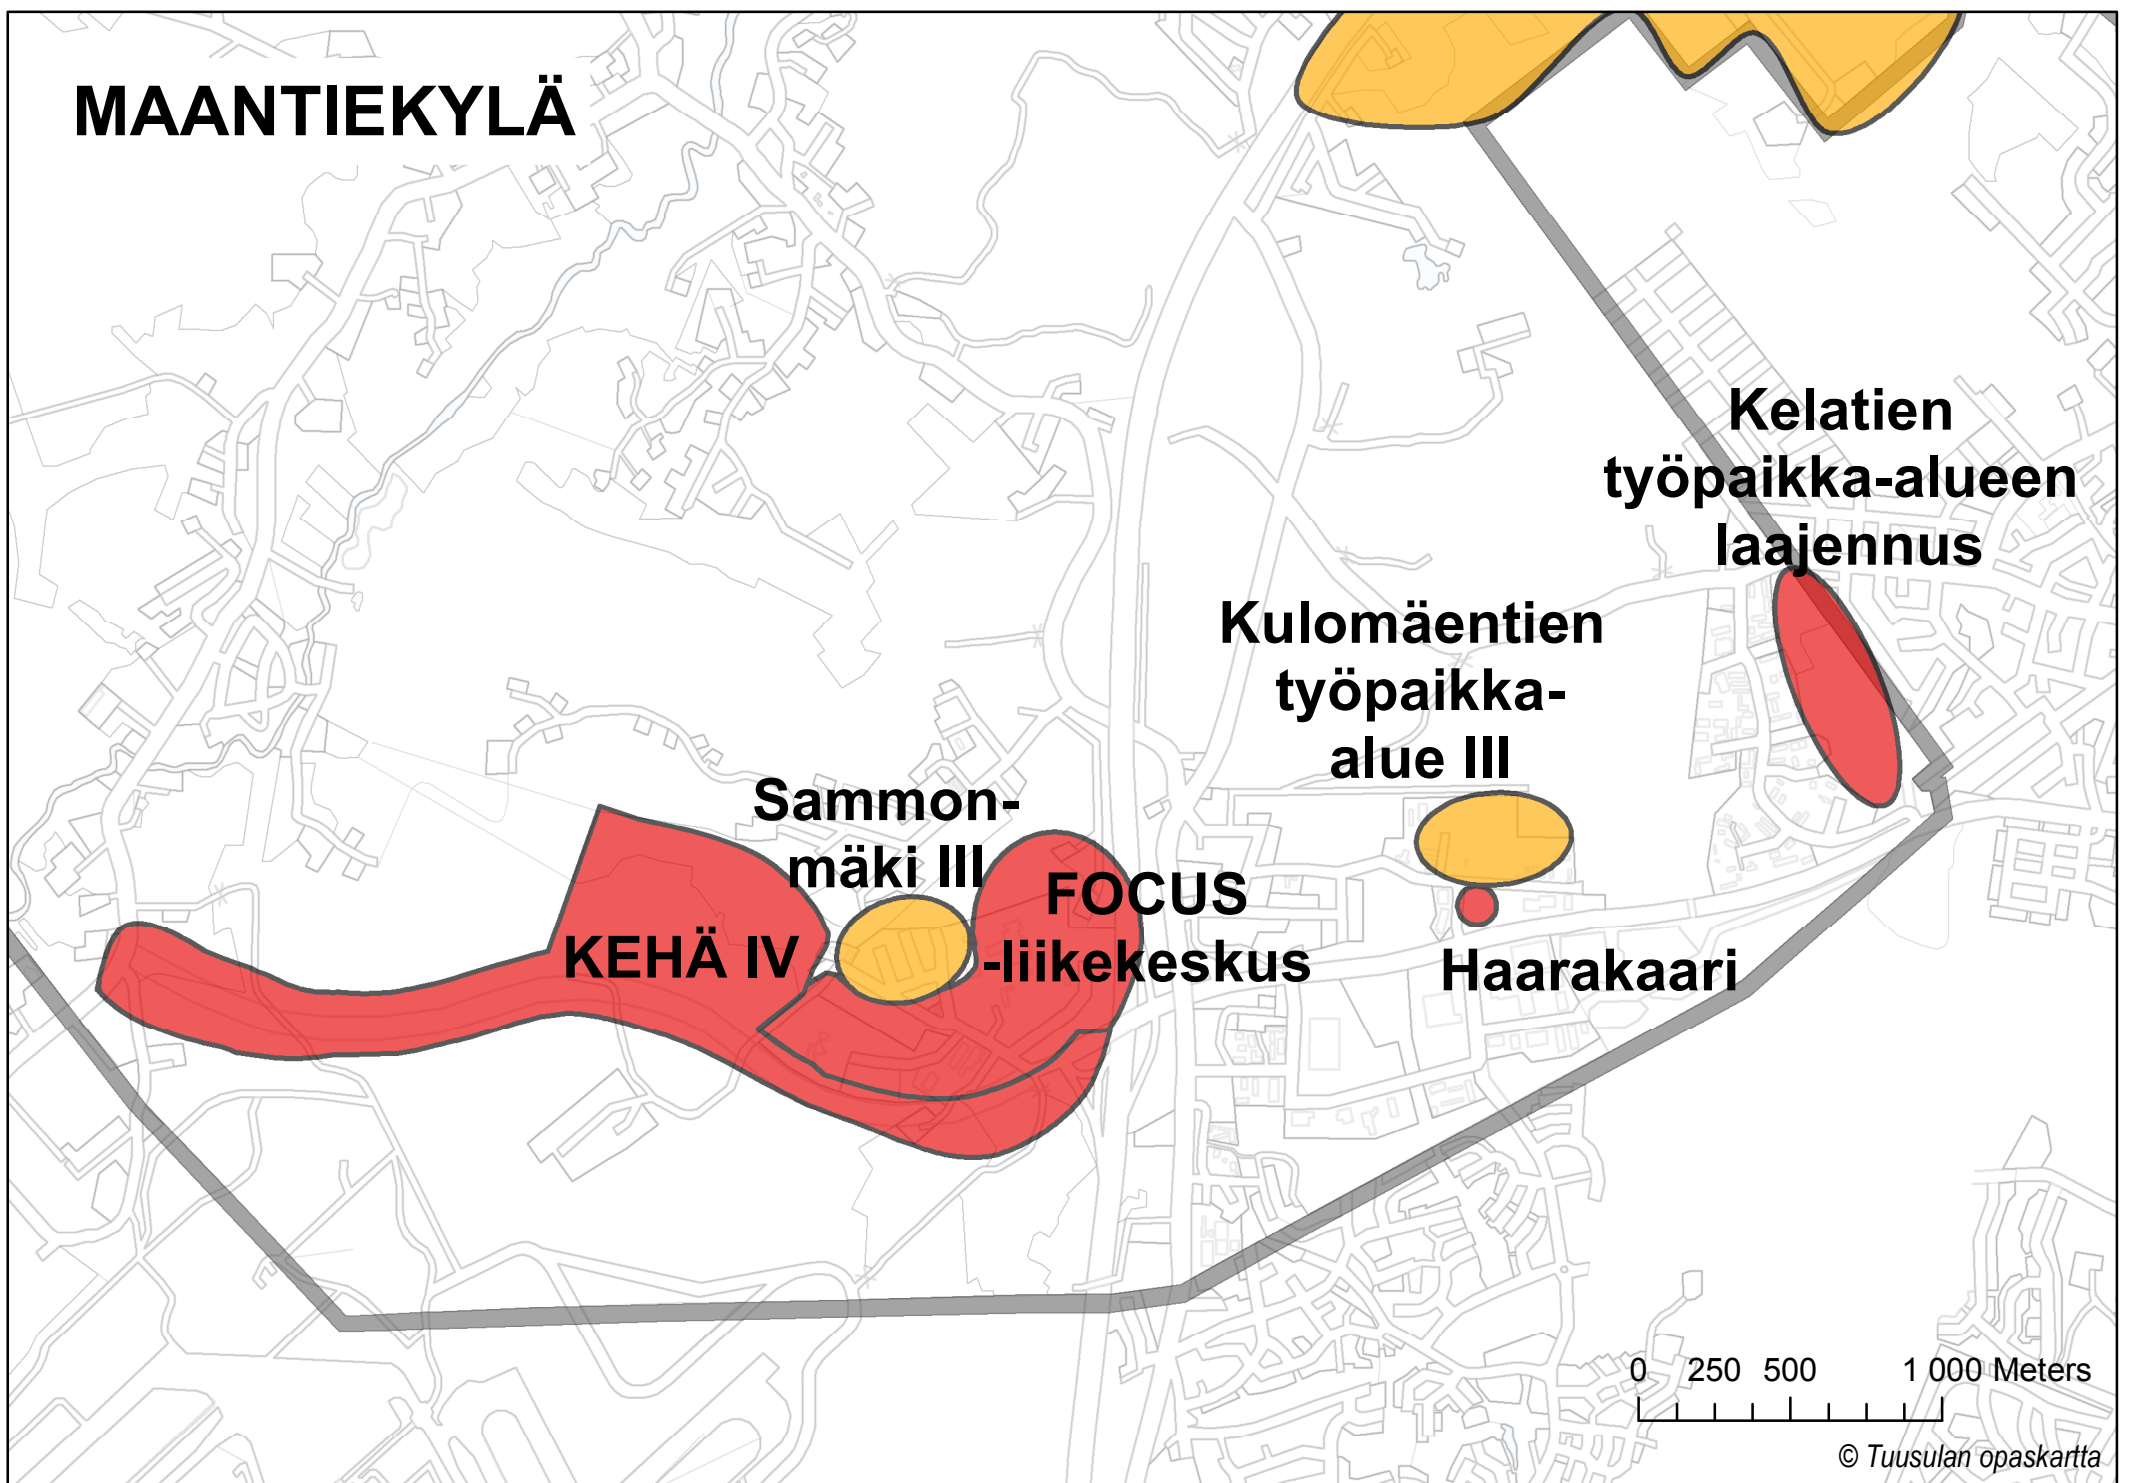 MAANTIEKYLÄ
Kelatien
työpaikka-alueen
laajennus
Kulomäentien
työpaikka-
alue III
Sammon-
mäki III
FOCUS
-liikekeskus
KEHÄ IV
Haarakaari
0 250 500 1 000 Meters
© Tuusulan opaskartta